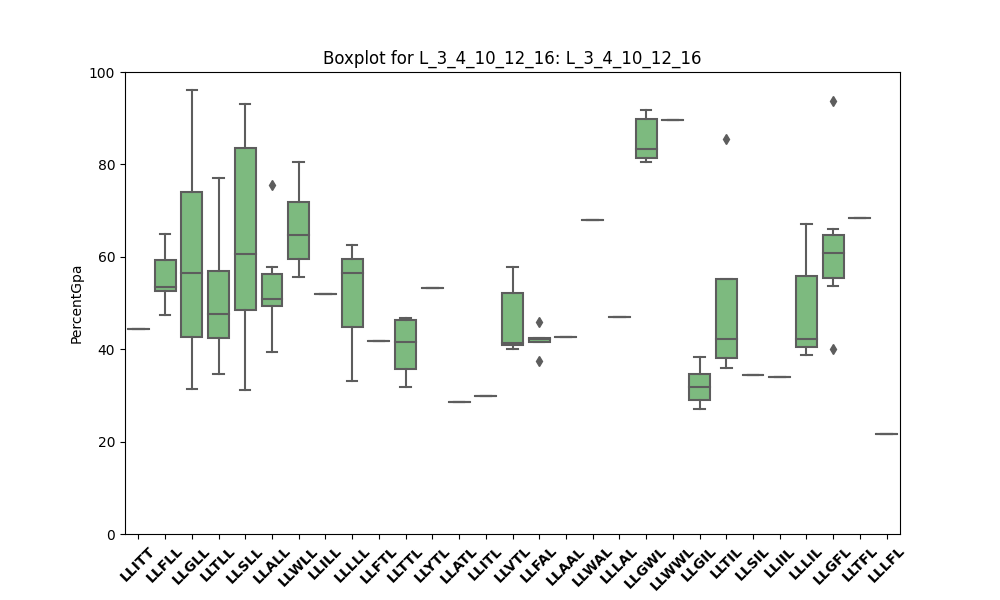 Boxplot for L_3_4_10_12_16: L_3_4_10_12_16
PercentGpa
100
80
60
40
20
0
LLITT LLFLL LLGLL LLTLL LLSLL LLALL LLWLL LLILL LLLLL LLFTL LLTTL LLYTL LLATL LLITL LLVTL LLFAL LLAAL LLWAL LLLAL LLGWL LLWWL LLGIL LLTIL LLSIL LLIIL LLLIL LLGFL LLTFL LLLFL